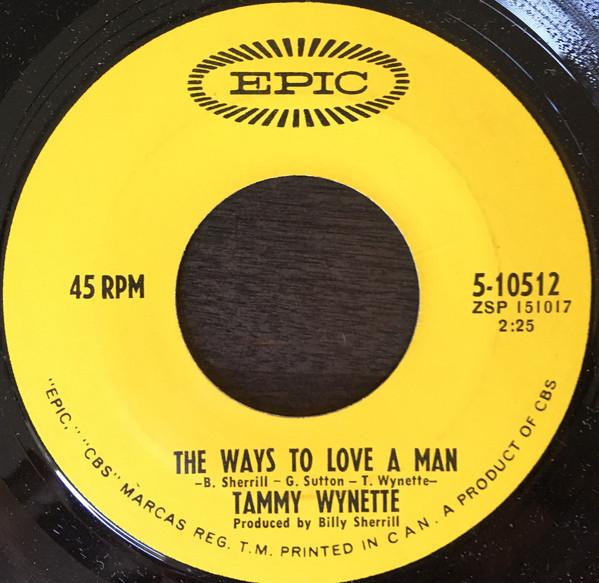 EPIC
45 RPM
5-10512
ZSP 151017
2:25
THE WAYS TO LOVE A MAN
–B. Sherrill – G. Sutton – T. Wynette–
TAMMY WYNETTE
Produced by Billy Sherrill
"EPIC," "CBS" MARCAS REG. T.M. PRINTED IN CAN. A PRODUCT OF CBS